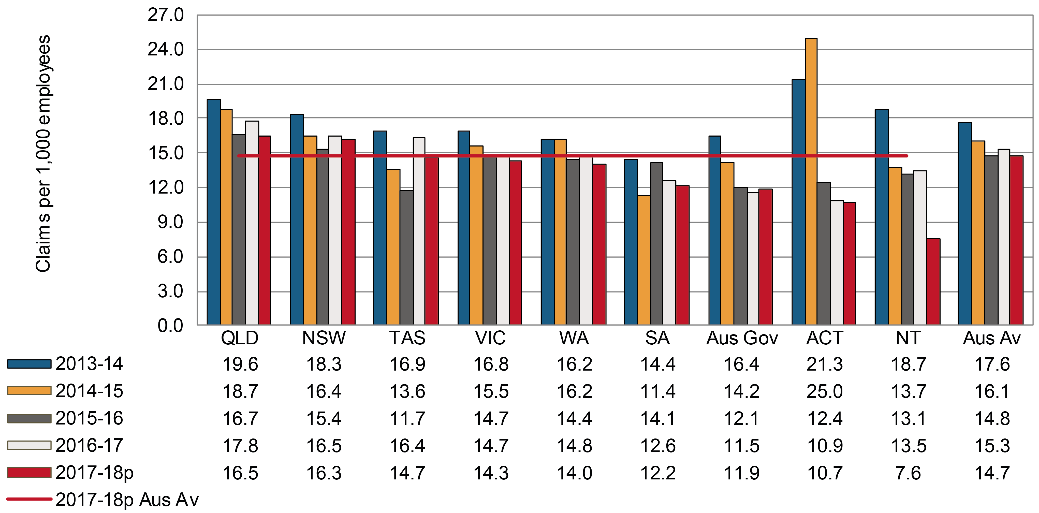 Claims per 1,000 employees
27.0
24.0
21.0
18.0
15.0
12.0
9.0
6.0
3.0
0.0
QLD NSW TAS VIC WA SA Aus Gov ACT NT Aus Av
2013-14 19.6 18.3 16.9 16.8 16.2 14.4 16.4 21.3 18.7 17.6
2014-15 18.7 16.4 13.6 15.5 16.2 11.4 14.2 25.0 13.7 16.1
2015-16 16.7 15.4 11.7 14.7 14.4 14.1 12.1 12.4 13.1 14.8
2016-17 17.8 16.5 16.4 14.7 14.8 12.6 11.5 10.9 13.5 15.3
2017-18p 16.5 16.3 14.7 14.3 14.0 12.2 11.9 10.7 7.6 14.7
2017-18p Aus Av